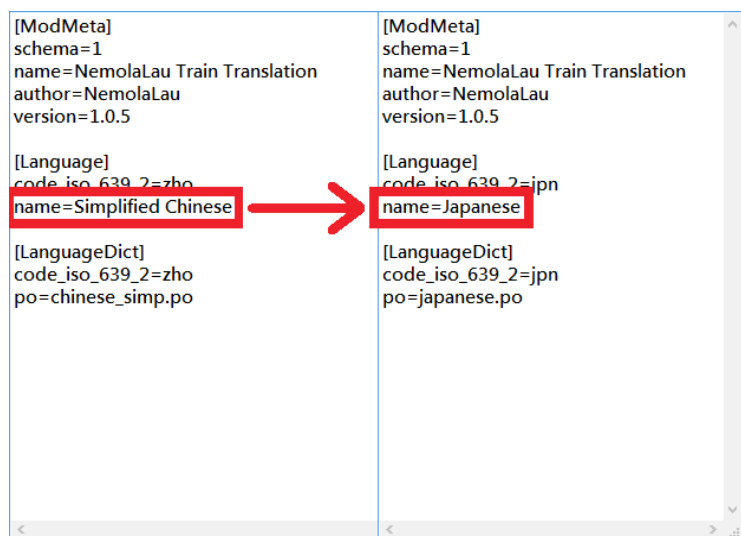 [ModMeta]
schema=1
name=NemolaLau Train Translation
author=NemolaLau
version=1.0.5
[Language]
code_iso_639_2=zho
name=Simplified Chinese
[LanguageDict]
code_iso_639_2=zho
po=chinese_simp.po
[ModMeta]
schema=1
name=NemolaLau Train Translation
author=NemolaLau
version=1.0.5
[Language]
code_iso_639_2=jpn
name=Japanese
[LanguageDict]
code_iso_639_2=jpn
po=japanese.po